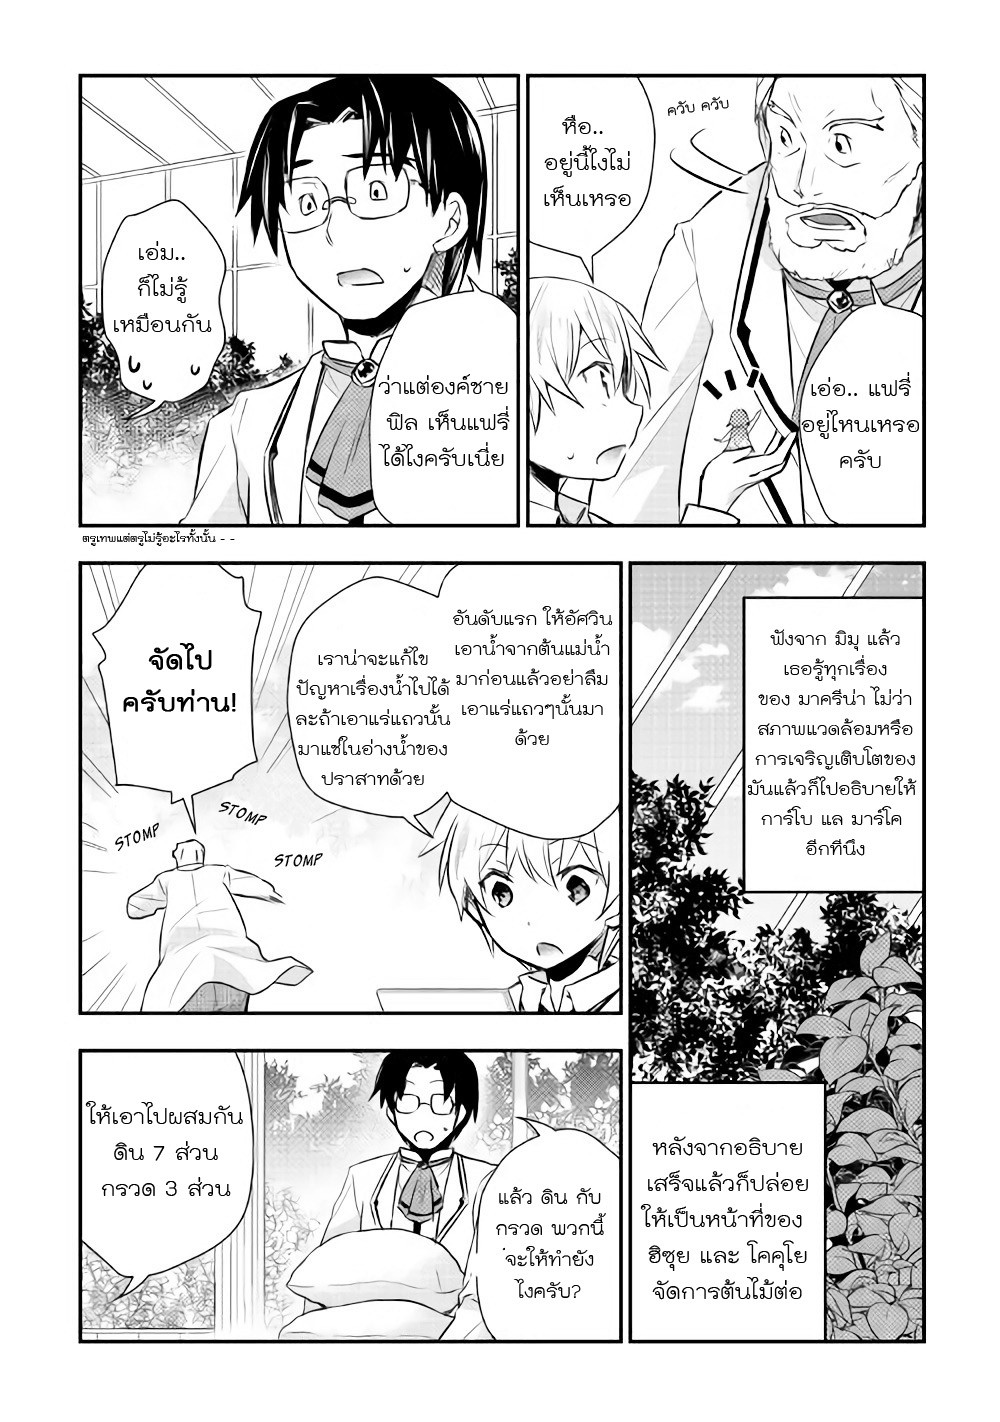 ควับ ควับ
หือ..
อยู่นี้ไงไม่
เห็นเหรอ
เอ่อ.. แฟรี่
อยู่ไหนเหรอ
ครับ
ว่าแต่องค์ชาย
ฟิล เห็นแฟรี่
ได้ไงครับเนี่ย
เอ่ม..
ก็ไม่รู้
เหมือนกัน
ตรูเทพแต่ตรูไม่รู้อะไรทั้งนั้น - -
ฟังจาก มิมุ แล้ว
เธอรู้ทุกเรื่อง
ของ มาครีน่า ไม่ว่า
สภาพแวดล้อมหรือ
การเจริญเติบโตของ
มันแล้วก็ไปอธิบายให้
การ์โบ แล มาร์โค
อีกทีนึง
หลังจากอธิบาย
เสร็จแล้วก็ปล่อย
ให้เป็นหน้าที่ของ
ฮิซุย และ โคคุโย
จัดการต้นไม้ต่อ
อันดับแรก ให้อัศวิน
เอาน้ำจากต้นแม่น้ำ
มาก่อนแล้วอย่าลืม
เอาแร่แถวๆนั้นมา
ด้วย
เราน่าจะแก้ไข
ปัญหาเรื่องน้ำไปได้
ละถ้าเอาแร่แถวนั้น
มาแช่ในอ่างน้ำของ
ปราสาทด้วย
จัดไป
ครับท่าน!
STOMP
STOMP
STOMP
แล้ว ดิน กับ
กรวด พวกนี้
จะให้ทำยัง
ไงครับ?
ให้เอาไปผสมกัน
ดิน 7 ส่วน
กรวด 3 ส่วน